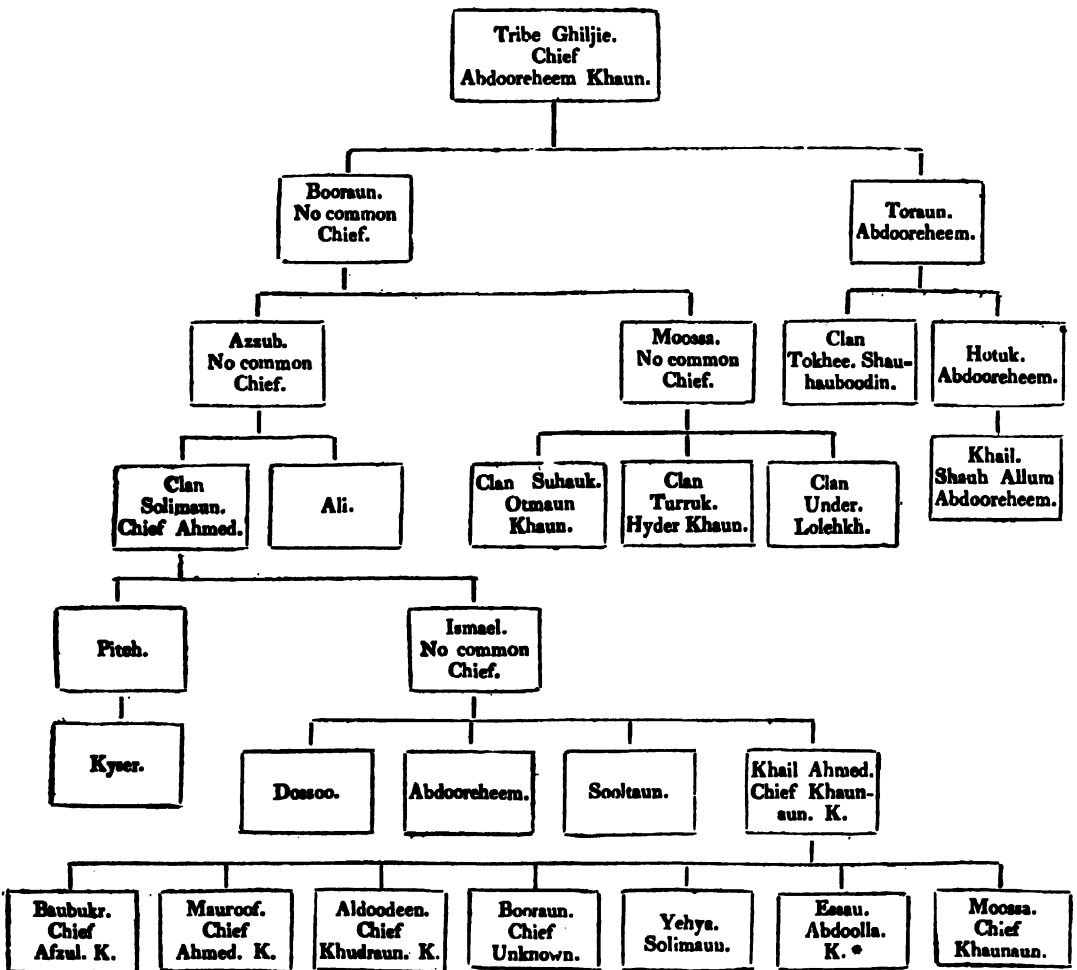 Tribe Ghiljie.
Chief
Abdooreheem Khaun.
Booraun.
No common
Chief.
Toraun.
Abdooreheem.
Azzub.
No common
Chief.
Moossa.
No common
Chief.
Clan
Tokhee. Shau-
hauboodin.
Hotuk.
Abdooreheem.
Clan
Solimaun.
Chief Ahmed.
Ali.
Clan Suhauk.
Otmaun
Khaun.
Clan
Turruk.
Hyder Khaun.
Clan
Under.
Lolehkh.
Khail.
Shaub Allum
Abdooreheem.
Piteh.
Ismael.
No common
Chief.
Kyser.
Dossoo.
Abdooreheem.
Sooltaun.
Khail Ahmed.
Chief Khaun-
aun. K.
Baubukr.
Chief
Afzul. K.
Mauroof.
Chief
Ahmed. K.
Aldoodeen.
Chief
Khudraun. K.
Booraun.
Chief
Unknown.
Yehya.
Solimauu.
Essau.
Abdoolla.
K. *
Moossa.
Chief
Khaunaun.